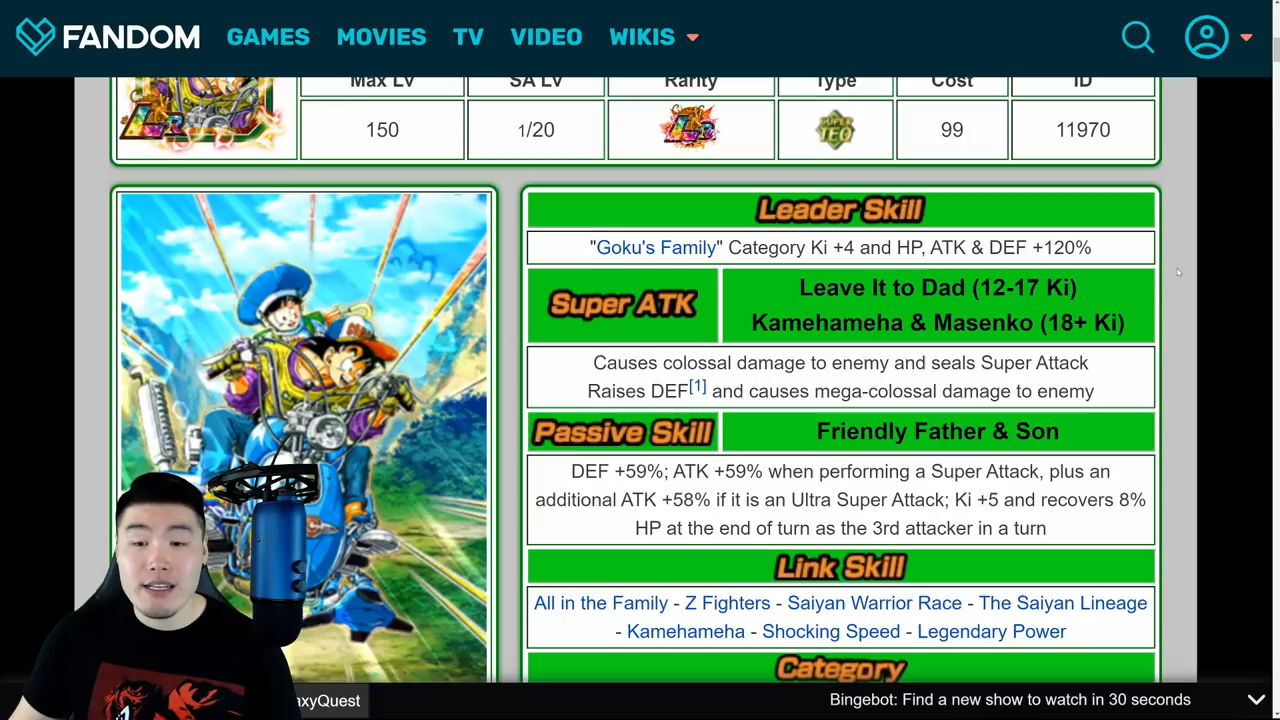 FANDOM GAMES MOVIES TV VIDEO WIKIS
Max LV SA LV Rarity Type Cost ID
150 1/20 LR SUPER TEQ 99 11970
LR
Leader Skill
"Goku's Family" Category Ki +4 and HP, ATK & DEF +120%
Super ATK
Leave It to Dad (12-17 Ki)
Kamehameha & Masenko (18+ Ki)
Causes colossal damage to enemy and seals Super Attack
Raises DEF[1] and causes mega-colossal damage to enemy
Passive Skill Friendly Father & Son
DEF +59%; ATK +59% when performing a Super Attack, plus an
additional ATK +58% if it is an Ultra Super Attack; Ki +5 and recovers 8%
HP at the end of turn as the 3rd attacker in a turn
Link Skill
All in the Family - Z Fighters - Saiyan Warrior Race - The Saiyan Lineage
- Kamehameha - Shocking Speed - Legendary Power
Category
axyQuest Bingebot: Find a new show to watch in 30 seconds